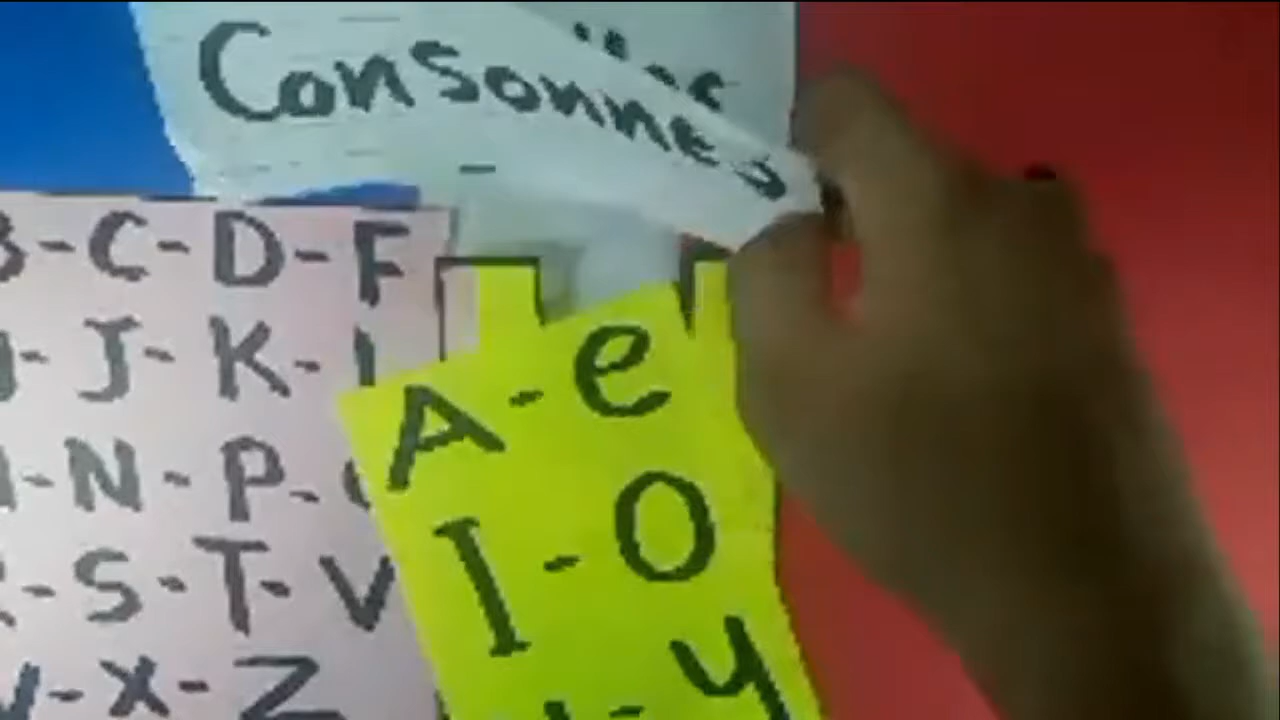 Consonnes
B-C-D-F
J-K-
N-P-
S-T-V
X-Z
A-e
I-O
-y